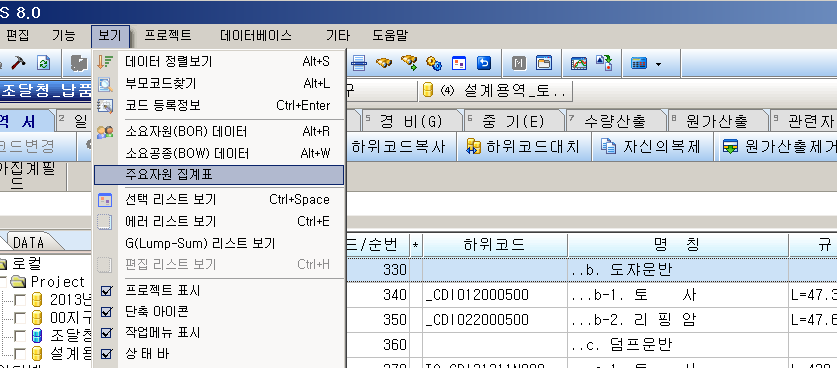 S 8.0
편집 기능 보기 프로젝트 데이터베이스 기타 도움말
조달청_납품 구 (4) 설계용역_토..
역 서 2 일 5 경 비(G) 6 중 기(E) 7 수량산출 8 원가산출 9 관련자
코드변경 하위코드복사 하위코드대치 자신의복제 원가산출제거
가집계필
드
데이터 정렬보기 Alt+S
부모코드찾기 Alt+L
코드 등록정보 Ctrl+Enter
소요자원(BOR) 데이터 Alt+R
소요공종(BOW) 데이터 Alt+W
주요자원 집계표
선택 리스트 보기 Ctrl+Space
에러 리스트 보기 Ctrl+E
G(Lump-Sum) 리스트 보기
편집 리스트 보기 Ctrl+H
프로젝트 표시
단축 아이콘
작업메뉴 표시
상태 바
DATA
로컬
Project
2013년
00지구
조달청
설계용
드/순번 * 하위코드 명 칭 규
330 ..b. 도쟈운반
340 _CDI012000500 ...b-1. 토 사 L=47.3
350 _CDI022000500 ...b-2. 리 핑 암 L=47.6
360 ..c. 덤프운반
370